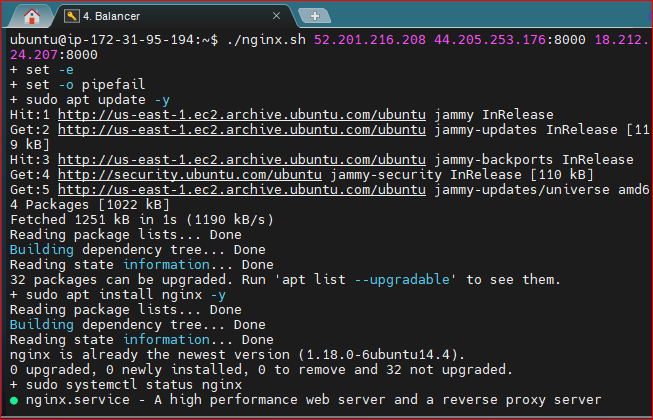 4. Balancer
ubuntu@ip-172-31-95-194:~$ ./nginx.sh 52.201.216.208 44.205.253.176:8000 18.212.
24.207:8000
+ set -e
+ set -o pipefail
+ sudo apt update -y
Hit:1 http://us-east-1.ec2.archive.ubuntu.com/ubuntu jammy InRelease
Get:2 http://us-east-1.ec2.archive.ubuntu.com/ubuntu jammy-updates InRelease [11
9 kB]
Hit:3 http://us-east-1.ec2.archive.ubuntu.com/ubuntu jammy-backports InRelease
Get:4 http://security.ubuntu.com/ubuntu jammy-security InRelease [110 kB]
Get:5 http://us-east-1.ec2.archive.ubuntu.com/ubuntu jammy-updates/universe amd6
4 Packages [1022 kB]
Fetched 1251 kB in 1s (1190 kB/s)
Reading package lists... Done
Building dependency tree... Done
Reading state information... Done
32 packages can be upgraded. Run 'apt list --upgradable' to see them.
+ sudo apt install nginx -y
Reading package lists... Done
Building dependency tree... Done
Reading state information... Done
nginx is already the newest version (1.18.0-6ubuntu14.4).
0 upgraded, 0 newly installed, 0 to remove and 32 not upgraded.
+ sudo systemctl status nginx
● nginx.service - A high performance web server and a reverse proxy server